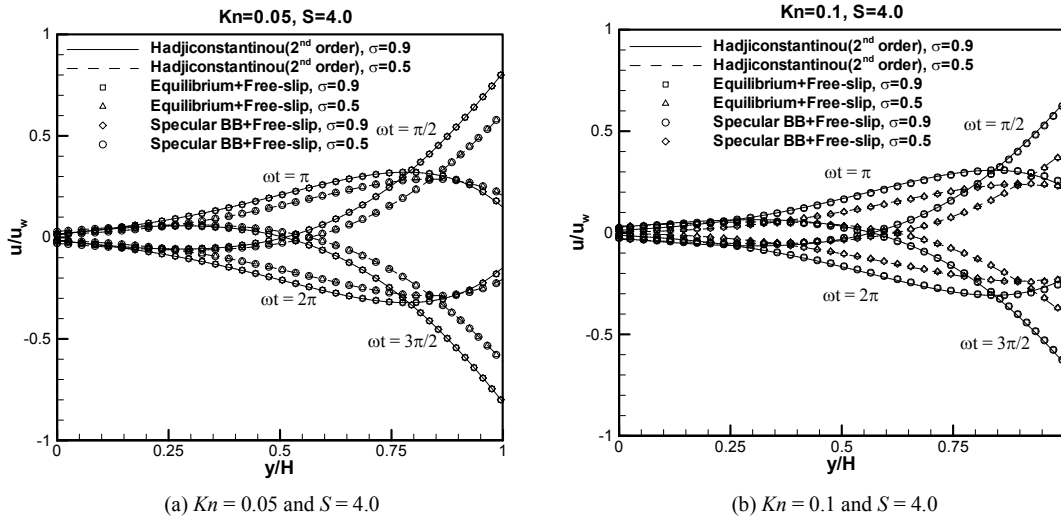 Kn=0.05, S=4.0
Hadjiconstantinou(2nd order), σ=0.9
Hadjiconstantinou(2nd order), σ=0.5
Equilibrium+Free-slip, σ=0.9
Equilibrium+Free-slip, σ=0.5
Specular BB+Free-slip, σ=0.9
Specular BB+Free-slip, σ=0.5
ωt = π/2
ωt = π
ωt = 2π
ωt = 3π/2
1
0.5
0
-0.5
-1
u/uw
0 0.25 0.5 0.75 1
y/H
(a) Kn = 0.05 and S = 4.0
Kn=0.1, S=4.0
Hadjiconstantinou(2nd order), σ=0.9
Hadjiconstantinou(2nd order), σ=0.5
Equilibrium+Free-slip, σ=0.9
Equilibrium+Free-slip, σ=0.5
Specular BB+Free-slip, σ=0.9
Specular BB+Free-slip, σ=0.5
ωt = π/2
ωt = π
ωt = 2π
ωt = 3π/2
1
0.5
0
-0.5
-1
u/uw
0 0.25 0.5 0.75
y/H
(b) Kn = 0.1 and S = 4.0